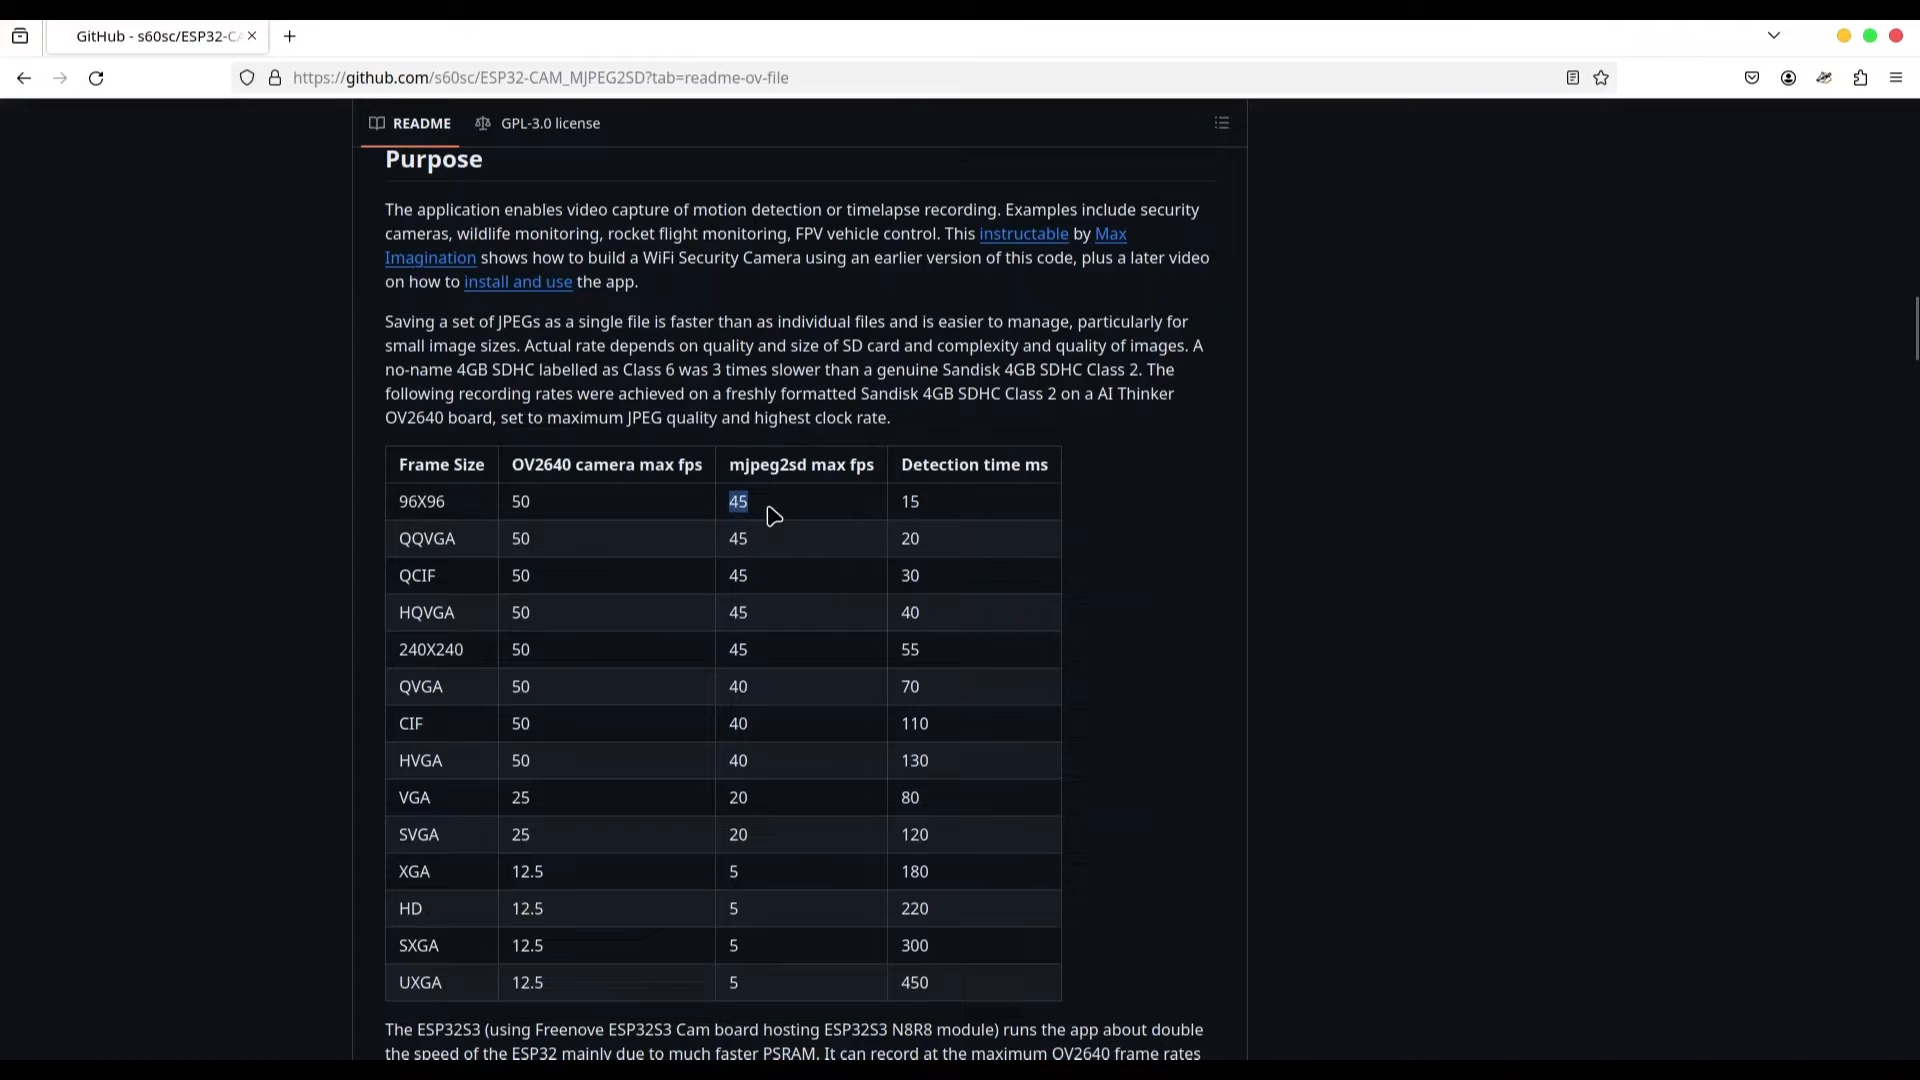 GitHub - s60sc/ESP32-CA
https://github.com/s60sc/ESP32-CAM_MJPEG2SD?tab=readme-ov-file
README GPL-3.0 license
Purpose
The application enables video capture of motion detection or timelapse recording. Examples include security
cameras, wildlife monitoring, rocket flight monitoring, FPV vehicle control. This instructable by Max
Imagination shows how to build a WiFi Security Camera using an earlier version of this code, plus a later video
on how to install and use the app.
Saving a set of JPEGs as a single file is faster than as individual files and is easier to manage, particularly for
small image sizes. Actual rate depends on quality and size of SD card and complexity and quality of images. A
no-name 4GB SDHC labelled as Class 6 was 3 times slower than a genuine Sandisk 4GB SDHC Class 2. The
following recording rates were achieved on a freshly formatted Sandisk 4GB SDHC Class 2 on a AI Thinker
OV2640 board, set to maximum JPEG quality and highest clock rate.
Frame Size OV2640 camera max fps mjpeg2sd max fps Detection time ms
96X96 50 45 15
QQVGA 50 45 20
QCIF 50 45 30
HQVGA 50 45 40
240X240 50 45 55
QVGA 50 40 70
CIF 50 40 110
HVGA 50 40 130
VGA 25 20 80
SVGA 25 20 120
XGA 12.5 5 180
HD 12.5 5 220
SXGA 12.5 5 300
UXGA 12.5 5 450
The ESP32S3 (using Freenove ESP32S3 Cam board hosting ESP32S3 N8R8 module) runs the app about double
the speed of the ESP32 mainly due to much faster PSRAM. It can record at the maximum OV2640 frame rates